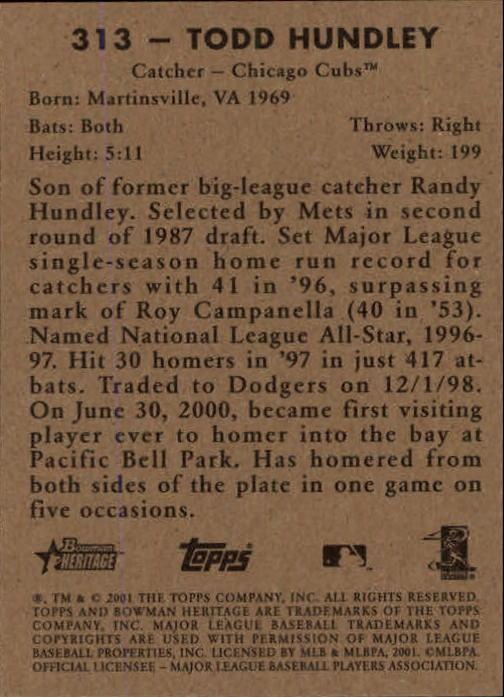 313 – TODD HUNDLEY
Catcher – Chicago Cubs™
Born: Martinsville, VA 1969
Bats: Both Throws: Right
Height: 5:11 Weight: 199
Son of former big-league catcher Randy
Hundley. Selected by Mets in second
round of 1987 draft. Set Major League
single-season home run record for
catchers with 41 in '96, surpassing
mark of Roy Campanella (40 in '53).
Named National League All-Star, 1996-
97. Hit 30 homers in '97 in just 417 at-
bats. Traded to Dodgers on 12/1/98.
On June 30, 2000, became first visiting
player ever to homer into the bay at
Pacific Bell Park. Has homered from
both sides of the plate in one game on
five occasions.
Bowman HERITAGE Topps
®, TM & © 2001 THE TOPPS COMPANY, INC. ALL RIGHTS RESERVED.
TOPPS AND BOWMAN HERITAGE ARE TRADEMARKS OF THE TOPPS
COMPANY, INC. MAJOR LEAGUE BASEBALL TRADEMARKS AND
COPYRIGHTS ARE USED WITH PERMISSION OF MAJOR LEAGUE
BASEBALL PROPERTIES, INC. LICENSED BY MLB & MLBPA, 2001. ©MLBPA.
OFFICIAL LICENSEE – MAJOR LEAGUE BASEBALL PLAYERS ASSOCIATION.